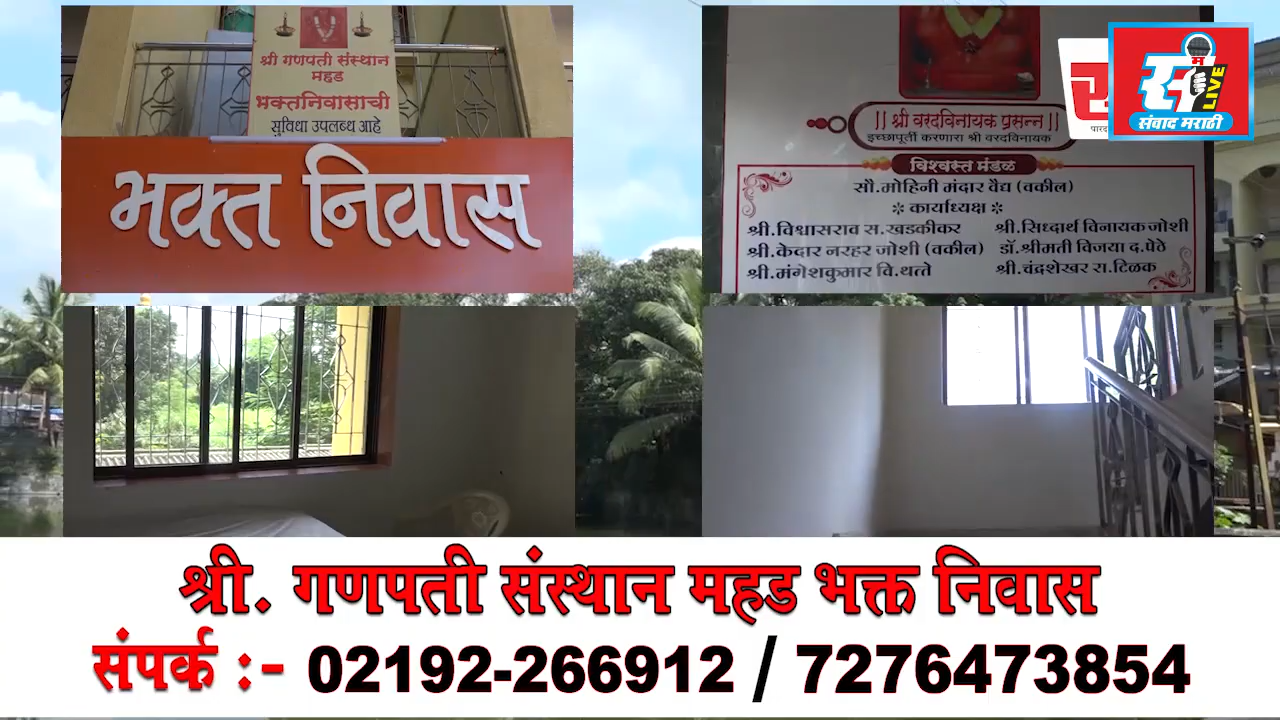 श्री गणपती संस्थान
महड
भक्तनिवासाची
सुविधा उपलब्ध आहे
भक्त निवास
|| श्री वरदविनायक प्रसन्न ||
इच्छापूर्ती करणारा श्री वरदविनायक
विश्वस्त मंडळ
सौ.मोहिनी मंदार वैद्य (वकील)
* कार्याध्यक्ष *
श्री.विश्वासराव स.खडकीकर श्री.सिध्दार्थ विनायक जोशी
श्री.केदार नरहर जोशी (वकील) डॉ.श्रीमती विजया द.पेठे
श्री.मंगेशकुमार वि.थत्ते श्री.चंद्रशेखर रा.टिळक
सम LIVE
संवाद मराठी
श्री. गणपती संस्थान महड भक्त निवास
संपर्क :- 02192-266912 / 7276473854